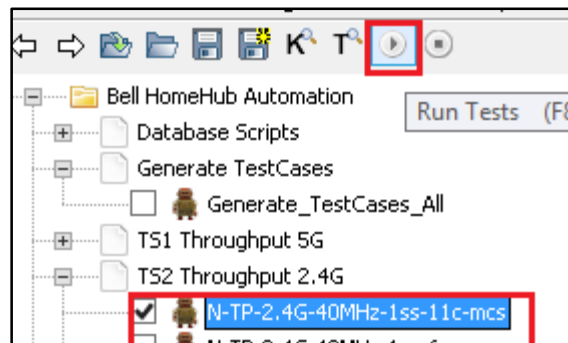 K T
Bell HomeHub Automation
Run Tests (F8
Database Scripts
Generate TestCases
Generate_TestCases_All
TS1 Throughput 5G
TS2 Throughput 2.4G
N-TP-2.4G-40MHz-1ss-11c-mcs